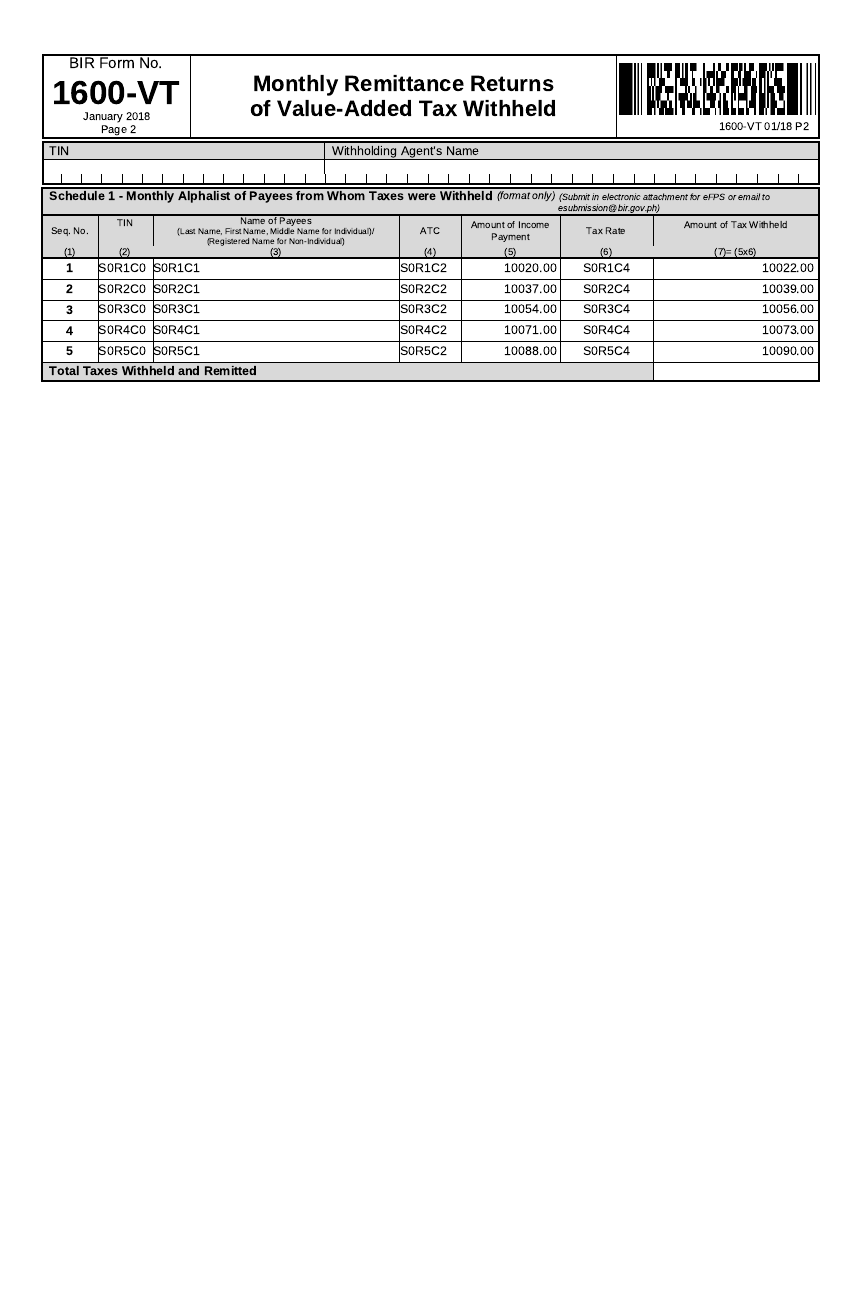 BIR Form No.
1600-VT
January 2018
Page 2
Monthly Remittance Returns
of Value-Added Tax Withheld
1600-VT 01/18 P2
TIN Withholding Agent's Name
Schedule 1 - Monthly Alphalist of Payees from Whom Taxes were Withheld (format only) (Submit in electronic attachment for eFPS or email to
esubmission@bir.gov.ph)
Seq. No.
(1)
TIN
(2)
Name of Payees
(Last Name, First Name, Middle Name for Individual)/
(Registered Name for Non-Individual)
(3)
ATC
(4)
Amount of Income
Payment
(5)
Tax Rate
(6)
Amount of Tax Withheld
(7)= (5x6)
1 S0R1C0 S0R1C1 S0R1C2 10020.00 S0R1C4 10022.00
2 S0R2C0 S0R2C1 S0R2C2 10037.00 S0R2C4 10039.00
3 S0R3C0 S0R3C1 S0R3C2 10054.00 S0R3C4 10056.00
4 S0R4C0 S0R4C1 S0R4C2 10071.00 S0R4C4 10073.00
5 S0R5C0 S0R5C1 S0R5C2 10088.00 S0R5C4 10090.00
Total Taxes Withheld and Remitted